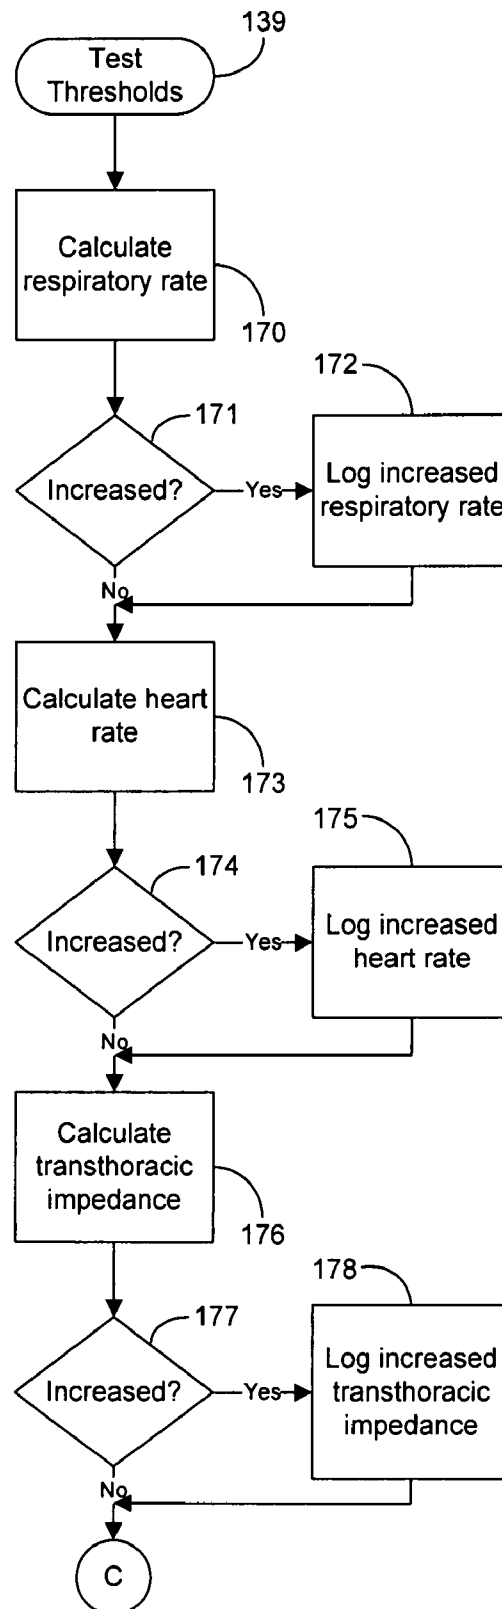 139
Test
Thresholds
Calculate
respiratory rate
170
171
Increased?
Yes
172
Log increased
respiratory rate
No
Calculate heart
rate
173
174
Increased?
Yes
175
Log increased
heart rate
No
Calculate
transthoracic
impedance
176
177
Increased?
Yes
178
Log increased
transthoracic
impedance
No
C